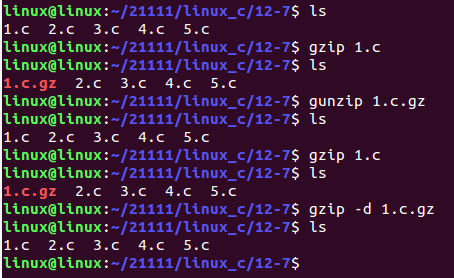 linux@linux:~/21111/linux_c/12-7$ ls
1.c  2.c  3.c  4.c  5.c
linux@linux:~/21111/linux_c/12-7$ gzip 1.c
linux@linux:~/21111/linux_c/12-7$ ls
1.c.gz  2.c  3.c  4.c  5.c
linux@linux:~/21111/linux_c/12-7$ gunzip 1.c.gz
linux@linux:~/21111/linux_c/12-7$ ls
1.c  2.c  3.c  4.c  5.c
linux@linux:~/21111/linux_c/12-7$ gzip 1.c
linux@linux:~/21111/linux_c/12-7$ ls
1.c.gz  2.c  3.c  4.c  5.c
linux@linux:~/21111/linux_c/12-7$ gzip -d 1.c.gz
linux@linux:~/21111/linux_c/12-7$ ls
1.c  2.c  3.c  4.c  5.c
linux@linux:~/21111/linux_c/12-7$